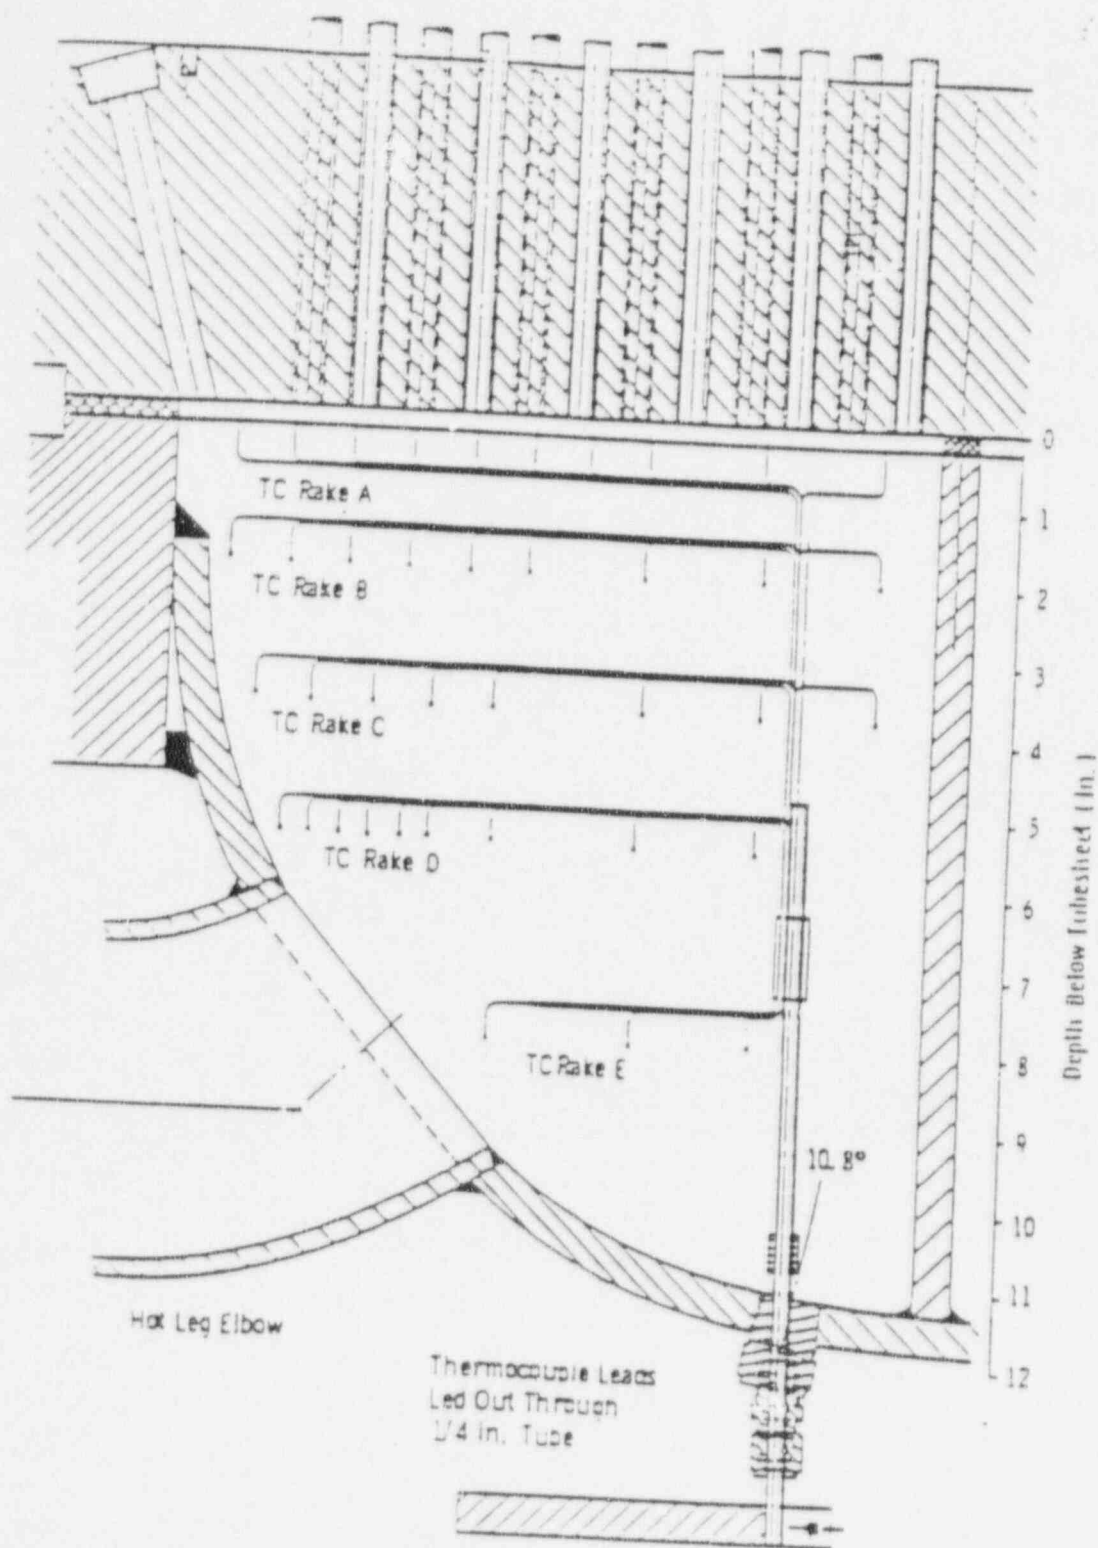 0
TC Rake A
1
TC Rake B
2
3
TC Rake C
4
5
TC Rake D
6
7
TC Rake E
8
9
10.8°
10
11
12
Depth Below Tubesheet (In.)
Hot Leg Elbow
Thermocouple Leads
Led Out Through
1/4 in. Tube